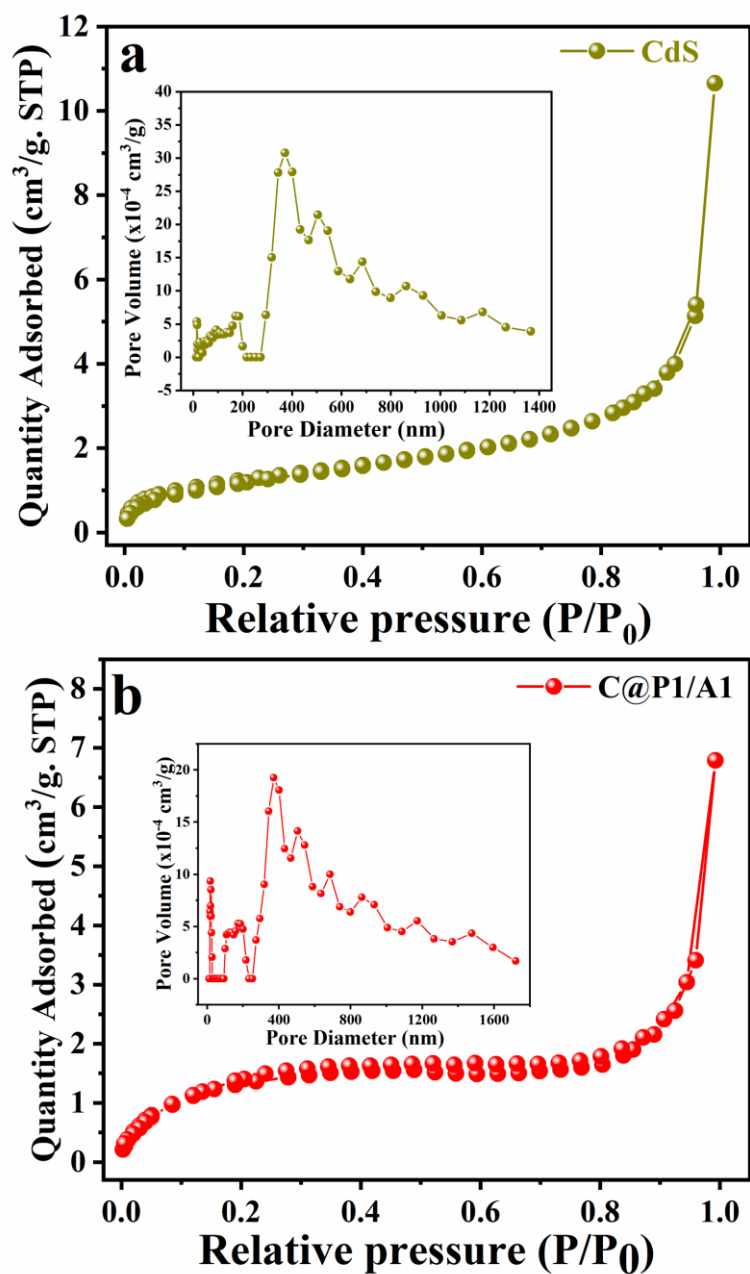 a
CdS
Quantity Adsorbed (cm³/g. STP)
12
10
8
6
4
2
0
0.0 0.2 0.4 0.6 0.8 1.0
Relative pressure (P/P₀)
Pore Volume (x10⁻⁴ cm³/g)
40
35
30
25
20
15
10
5
0
-5
0 200 400 600 800 1000 1200 1400
Pore Diameter (nm)
b
C@P1/A1
Quantity Adsorbed (cm³/g. STP)
8
7
6
5
4
3
2
1
0
0.0 0.2 0.4 0.6 0.8 1.0
Relative pressure (P/P0)
Pore Volume (x10⁻⁴ cm³/g)
20
15
10
5
0
0 400 800 1200 1600
Pore Diameter (nm)